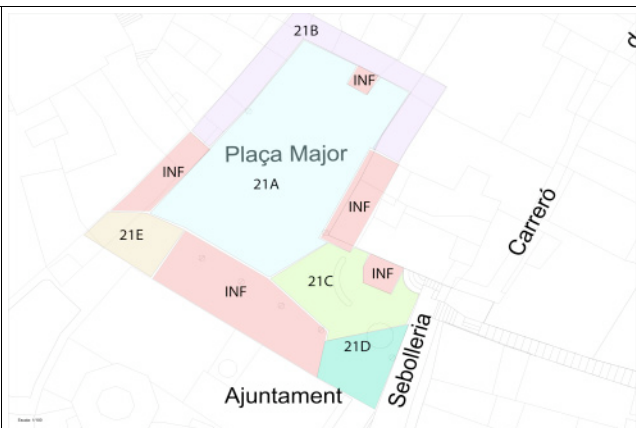 21B
INF
Plaça Major
21A
INF
INF
21E
INF
21C
INF
21D
Carreró
Sebolleria
Ajuntament